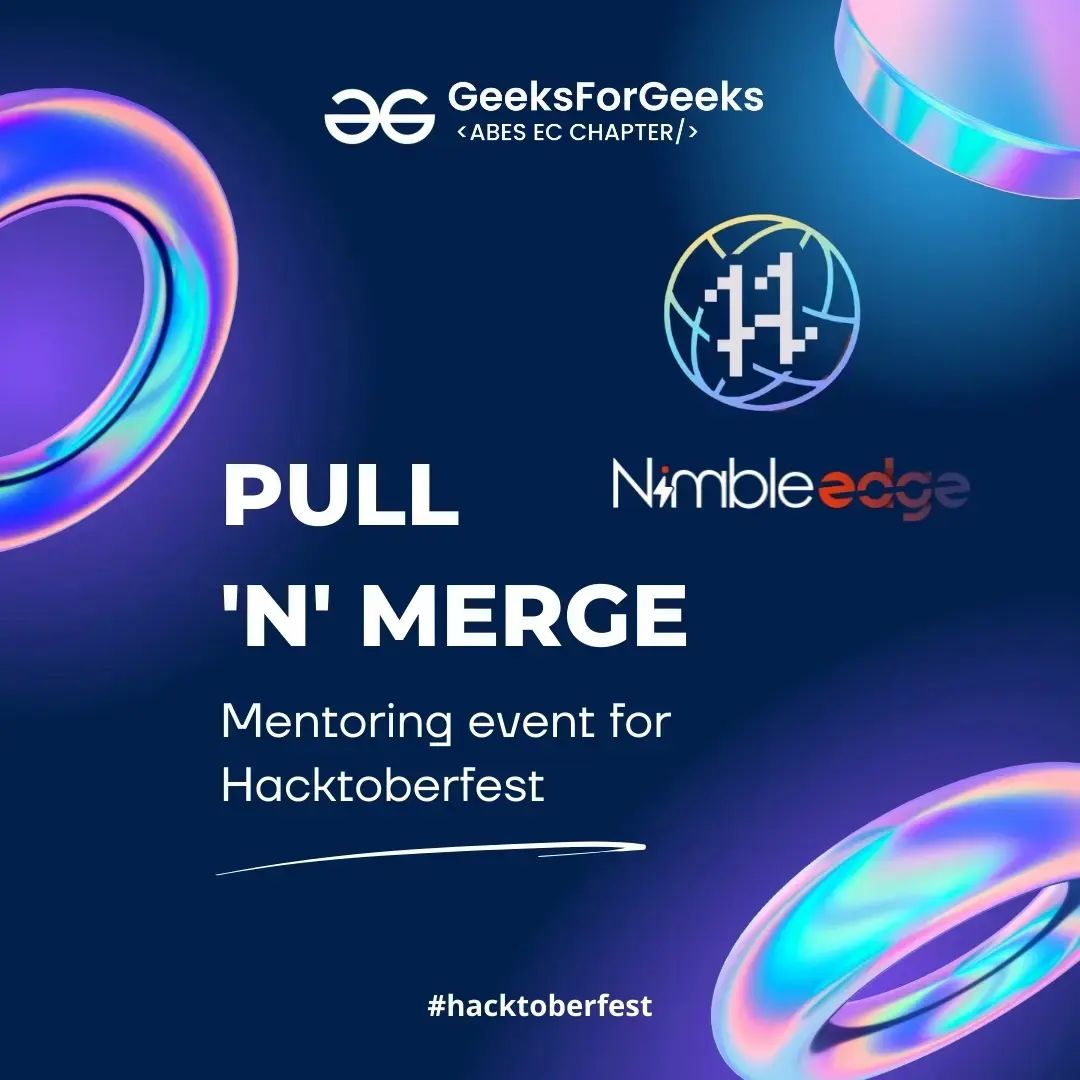 GeeksForGeeks
<ABES EC CHAPTER/>
Nimbleedge
PULL
'N' MERGE
Mentoring event for
Hacktoberfest
#hacktoberfest